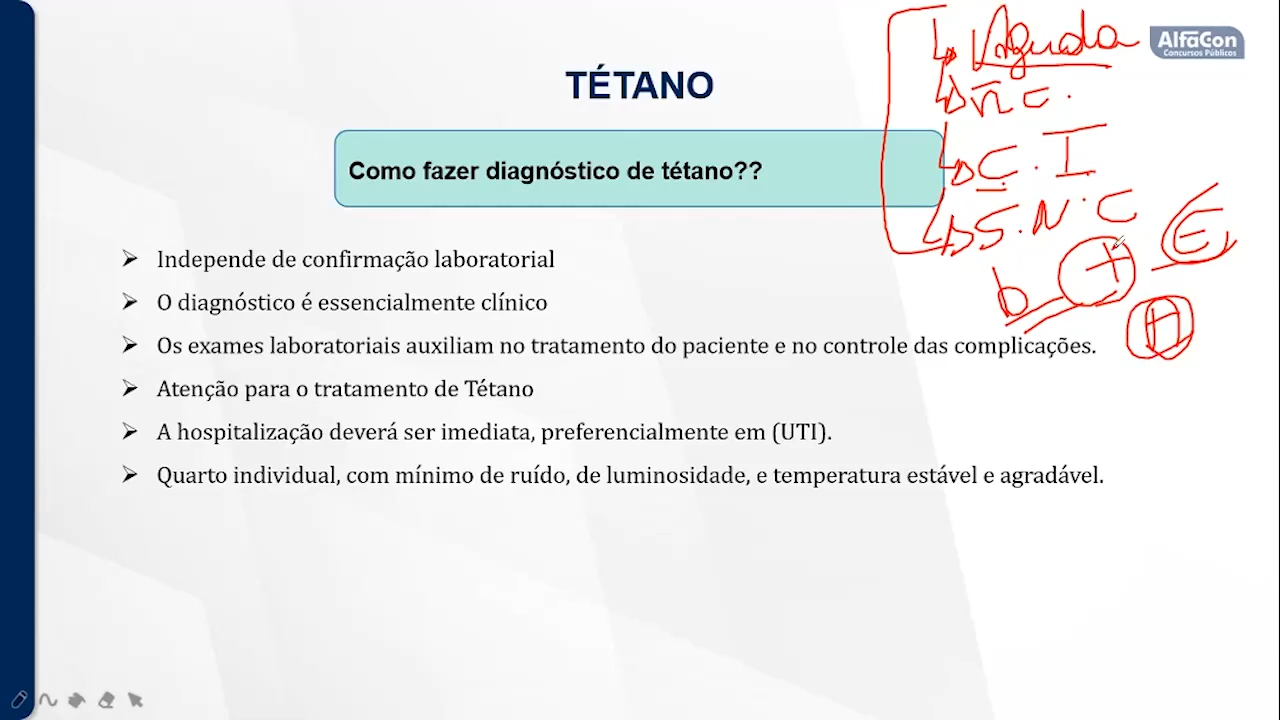 Aguda
AlfaCon
Concursos Públicos
TÉTANO
n̄ C.
Como fazer diagnóstico de tétano??
C. I
S.N.C
b + E
Independe de confirmação laboratorial
O diagnóstico é essencialmente clínico
Os exames laboratoriais auxiliam no tratamento do paciente e no controle das complicações.
Atenção para o tratamento de Tétano
A hospitalização deverá ser imediata, preferencialmente em (UTI).
Quarto individual, com mínimo de ruído, de luminosidade, e temperatura estável e agradável.